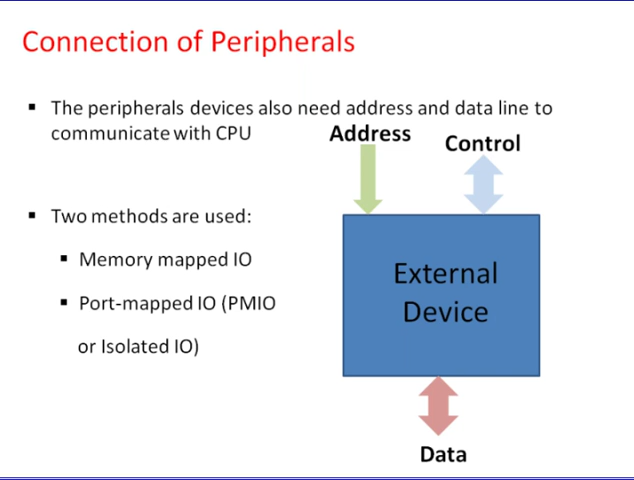 Connection of Peripherals
▪ The peripherals devices also need address and data line to
communicate with CPU
Address
Control
▪ Two methods are used:
▪ Memory mapped IO
▪ Port-mapped IO (PMIO
or Isolated IO)
External
Device
Data